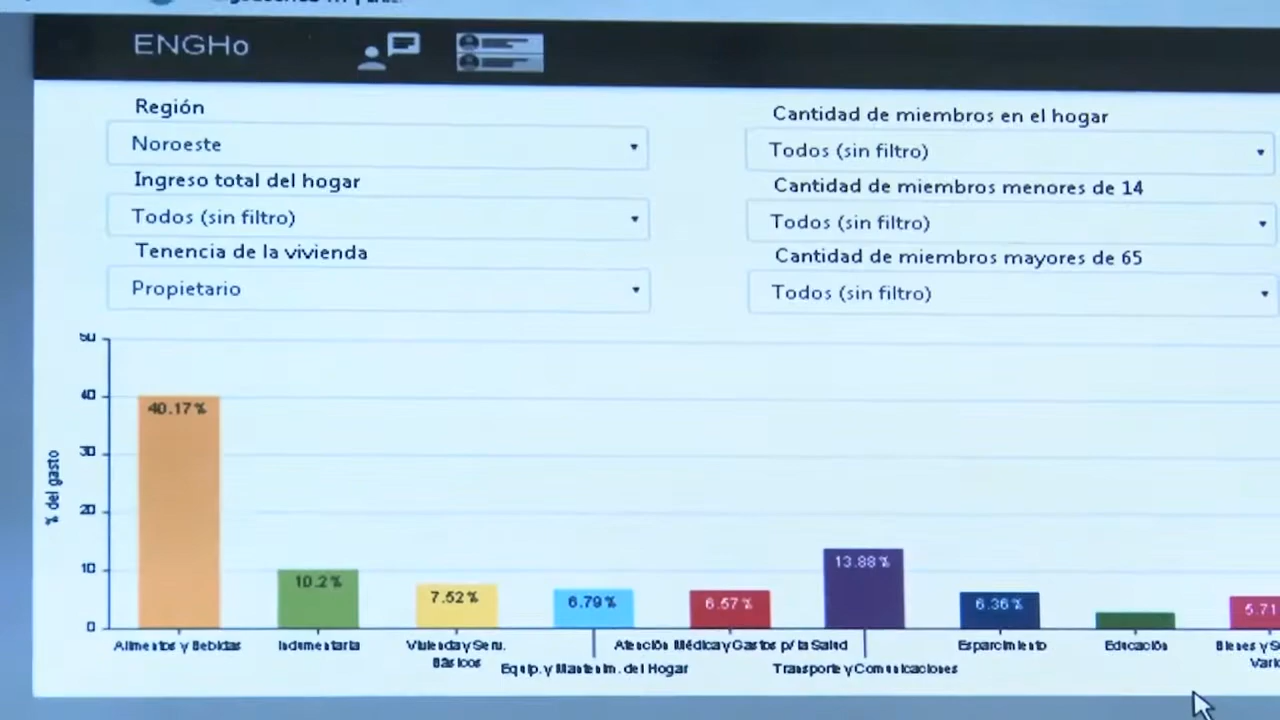 ENGHo
Región
Noroeste
Ingreso total del hogar
Todos (sin filtro)
Tenencia de la vivienda
Propietario
Cantidad de miembros en el hogar
Todos (sin filtro)
Cantidad de miembros menores de 14
Todos (sin filtro)
Cantidad de miembros mayores de 65
Todos (sin filtro)
% del gasto
50
40
30
20
10
0
40.17%
10.2%
7.52%
6.79%
6.57%
13.88%
6.36%
5.71
Alimentos y Bebidas
Indumentaria
Vivienda y Serv.
Básicos
Equip. y Mantenim. del Hogar
Atención Médica y Gastos p/ la Salud
Transporte y Comunicaciones
Esparcimiento
Educación
Bienes y